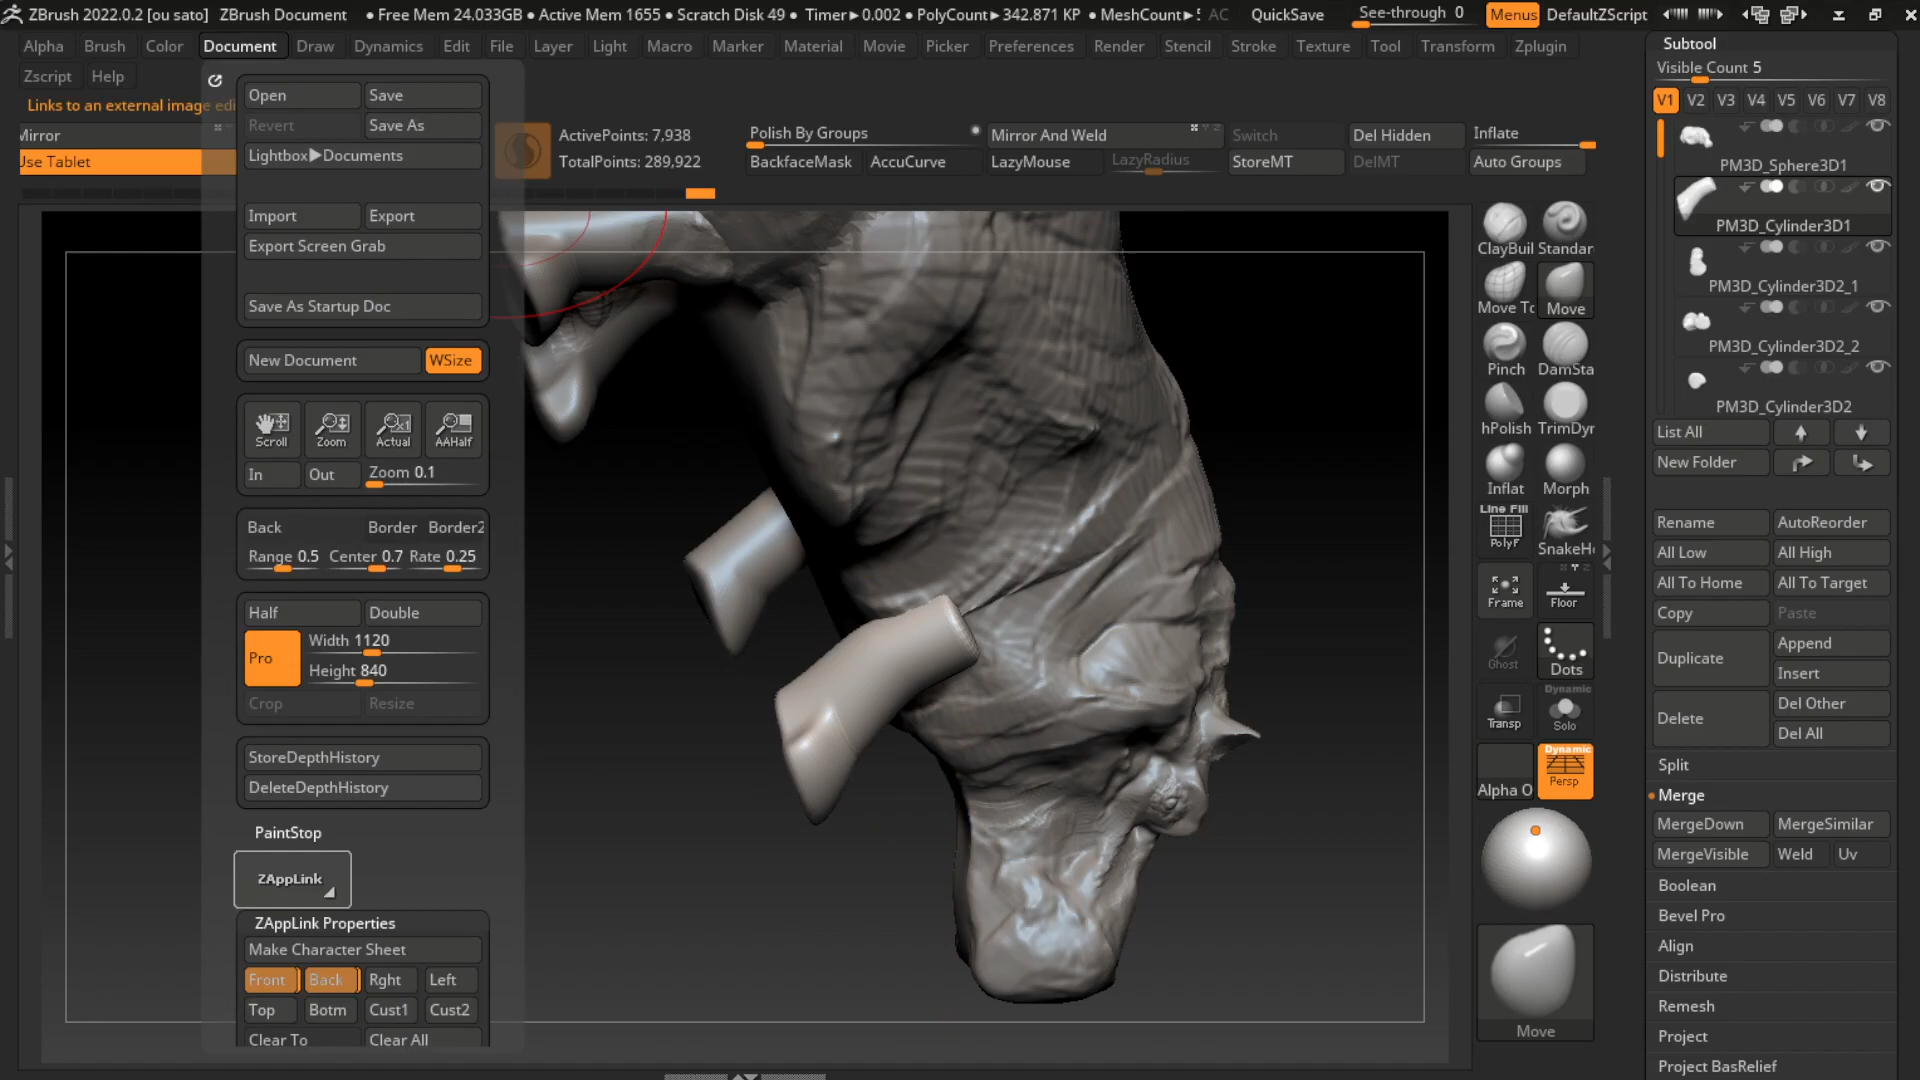 ZBrush 2022.0.2 [ou sato] ZBrush Document • Free Mem 24.033GB • Active Mem 1655 • Scratch Disk 49 • Timer▶0.002 • PolyCount▶342.871 KP • MeshCount▶ AC QuickSave See-through 0 Menus DefaultZScript
Alpha Brush Color Document Draw Dynamics Edit File Layer Light Macro Marker Material Movie Picker Preferences Render Stencil Stroke Texture Tool Transform Zplugin
Zscript Help
Links to an external image edi
Mirror
Use Tablet
Open Save
Revert Save As
Lightbox▶Documents
Import Export
Export Screen Grab
Save As Startup Doc
New Document WSize
Scroll Zoom Actual AAHalf
In Out Zoom 0.1
Back Border Border2
Range 0.5 Center 0.7 Rate 0.25
Half Double
Pro Width 1120
Height 840
Crop Resize
StoreDepthHistory
DeleteDepthHistory
PaintStop
ZAppLink
ZAppLink Properties
Make Character Sheet
Front Back Rght Left
Top Botm Cust1 Cust2
Clear To Clear All
ActivePoints: 7,938
TotalPoints: 289,922
Polish By Groups Mirror And Weld Switch Del Hidden Inflate
BackfaceMask AccuCurve LazyMouse LazyRadius StoreMT DelMT Auto Groups
ClayBuil Standar
Move To Move
Pinch DamSta
hPolish TrimDyr
Inflat Morph
Line Fill
PolyF SnakeH
Frame Floor
Ghost Dots
Transp Dynamic
Solo
Alpha O Dynamic
Persp
Move
Subtool
Visible Count 5
V1 V2 V3 V4 V5 V6 V7 V8
PM3D_Sphere3D1
PM3D_Cylinder3D1
PM3D_Cylinder3D2_1
PM3D_Cylinder3D2_2
PM3D_Cylinder3D2
List All
New Folder
Rename AutoReorder
All Low All High
All To Home All To Target
Copy Paste
Duplicate Append
Insert
Delete Del Other
Del All
Split
Merge
MergeDown MergeSimilar
MergeVisible Weld Uv
Boolean
Bevel Pro
Align
Distribute
Remesh
Project
Project BasRelief